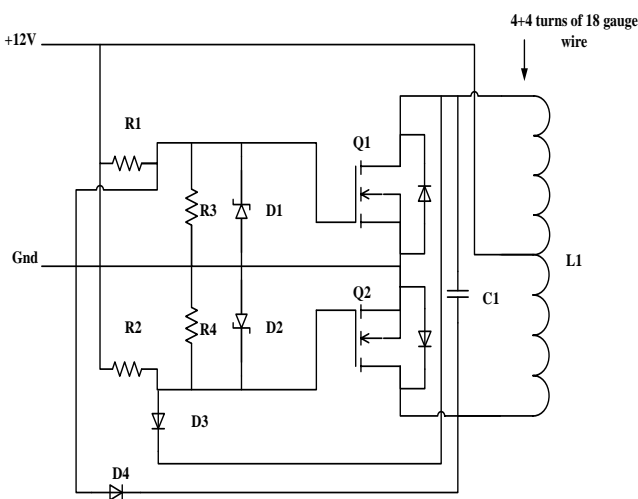 4+4 turns of 18 gauge
wire
+12V
R1
Q1
R3
D1
Gnd
L1
Q2
C1
R2
R4
D2
D3
D4